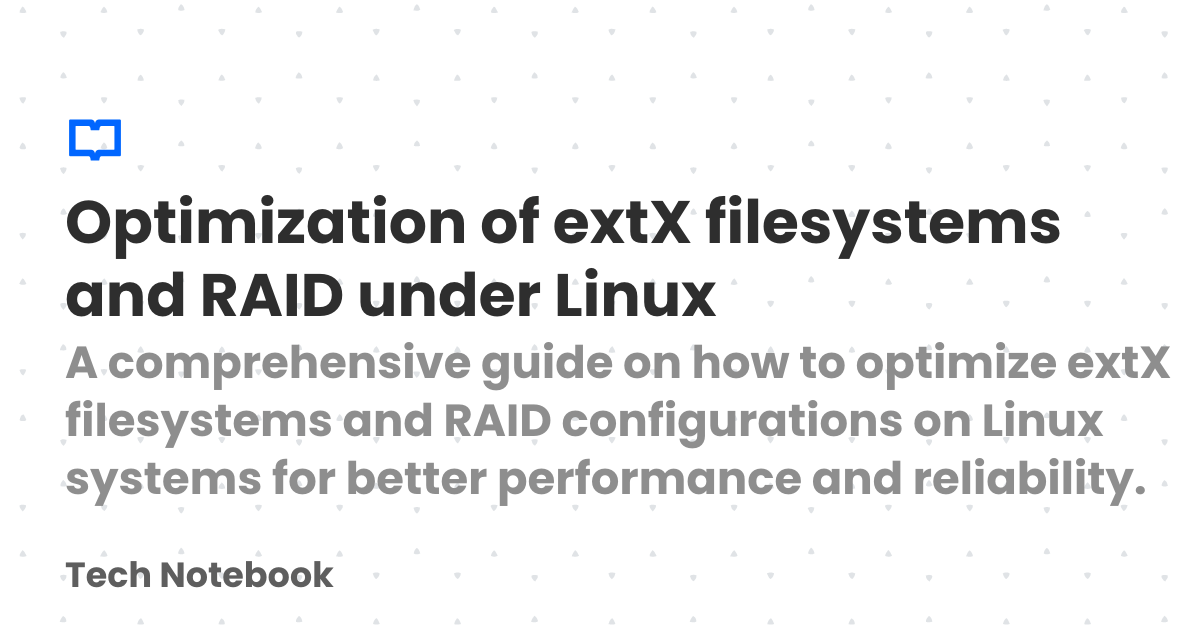 Optimization of extX filesystems
and RAID under Linux
A comprehensive guide on how to optimize extX
filesystems and RAID configurations on Linux
systems for better performance and reliability.
Tech Notebook